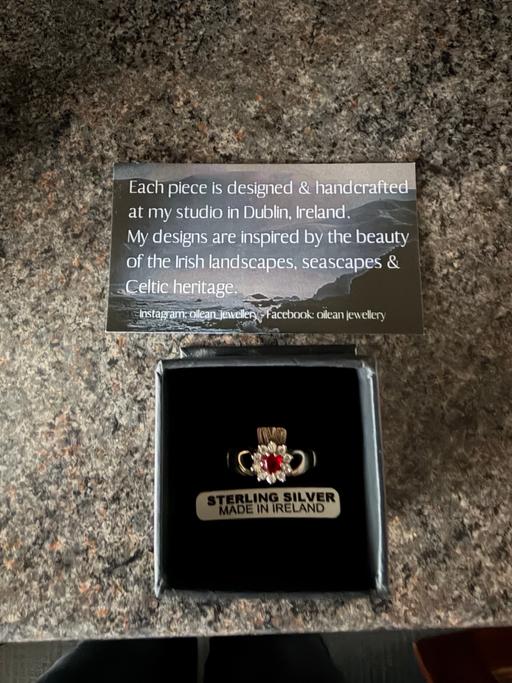 Each piece is designed & handcrafted
at my studio in Dublin, Ireland.
My designs are inspired by the beauty
of the Irish landscapes, seascapes &
Celtic heritage.
Instagram: oilean_jewellery - Facebook: oilean jewellery
STERLING SILVER
MADE IN IRELAND